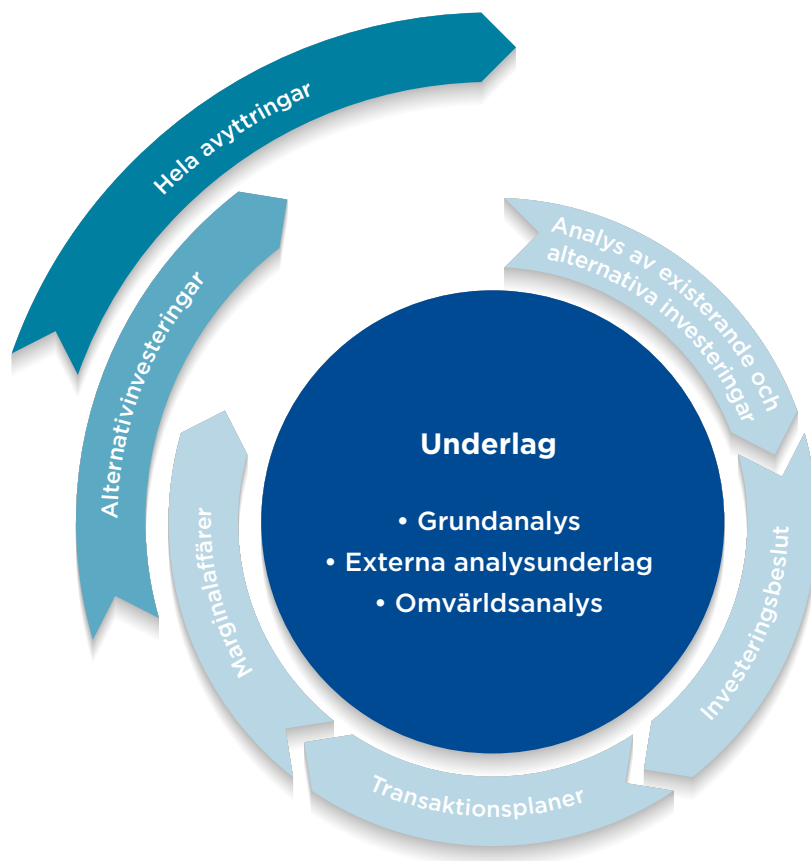 Hela avyttringar
Alternativinvesteringar
Analys av existerande och
alternativa investeringar
Underlag
• Grundanalys
• Externa analysunderlag
• Omvärldsanalys
Marginalaffärer
Investeringsbeslut
Transaktionsplaner